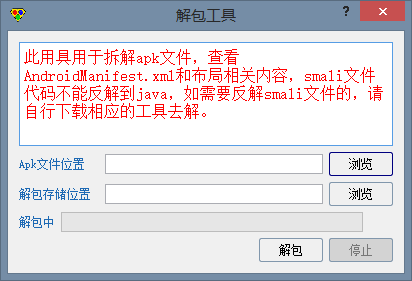 解包工具
?
此用具用于拆解apk文件，查看
AndroidManifest.xml和布局相关内容，smali文件
代码不能反解到java，如需要反解smali文件的，请
自行下载相应的工具去解。
Apk文件位置
浏览
解包存储位置
浏览
解包中
解包
停止